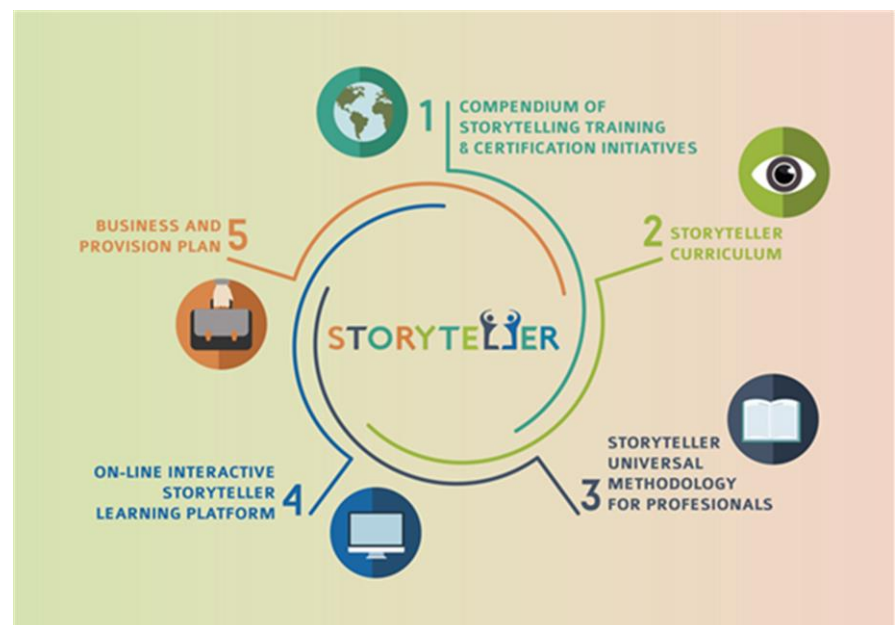 1
COMPENDIUM OF
STORYTELLING TRAINING
& CERTIFICATION INITIATIVES
2
STORYTELLER
CURRICULUM
3
STORYTELLER
UNIVERSAL
METHODOLOGY
FOR PROFESIONALS
4
ON-LINE INTERACTIVE
STORYTELLER
LEARNING PLATFORM
5
BUSINESS AND
PROVISION PLAN
STORYTELLER